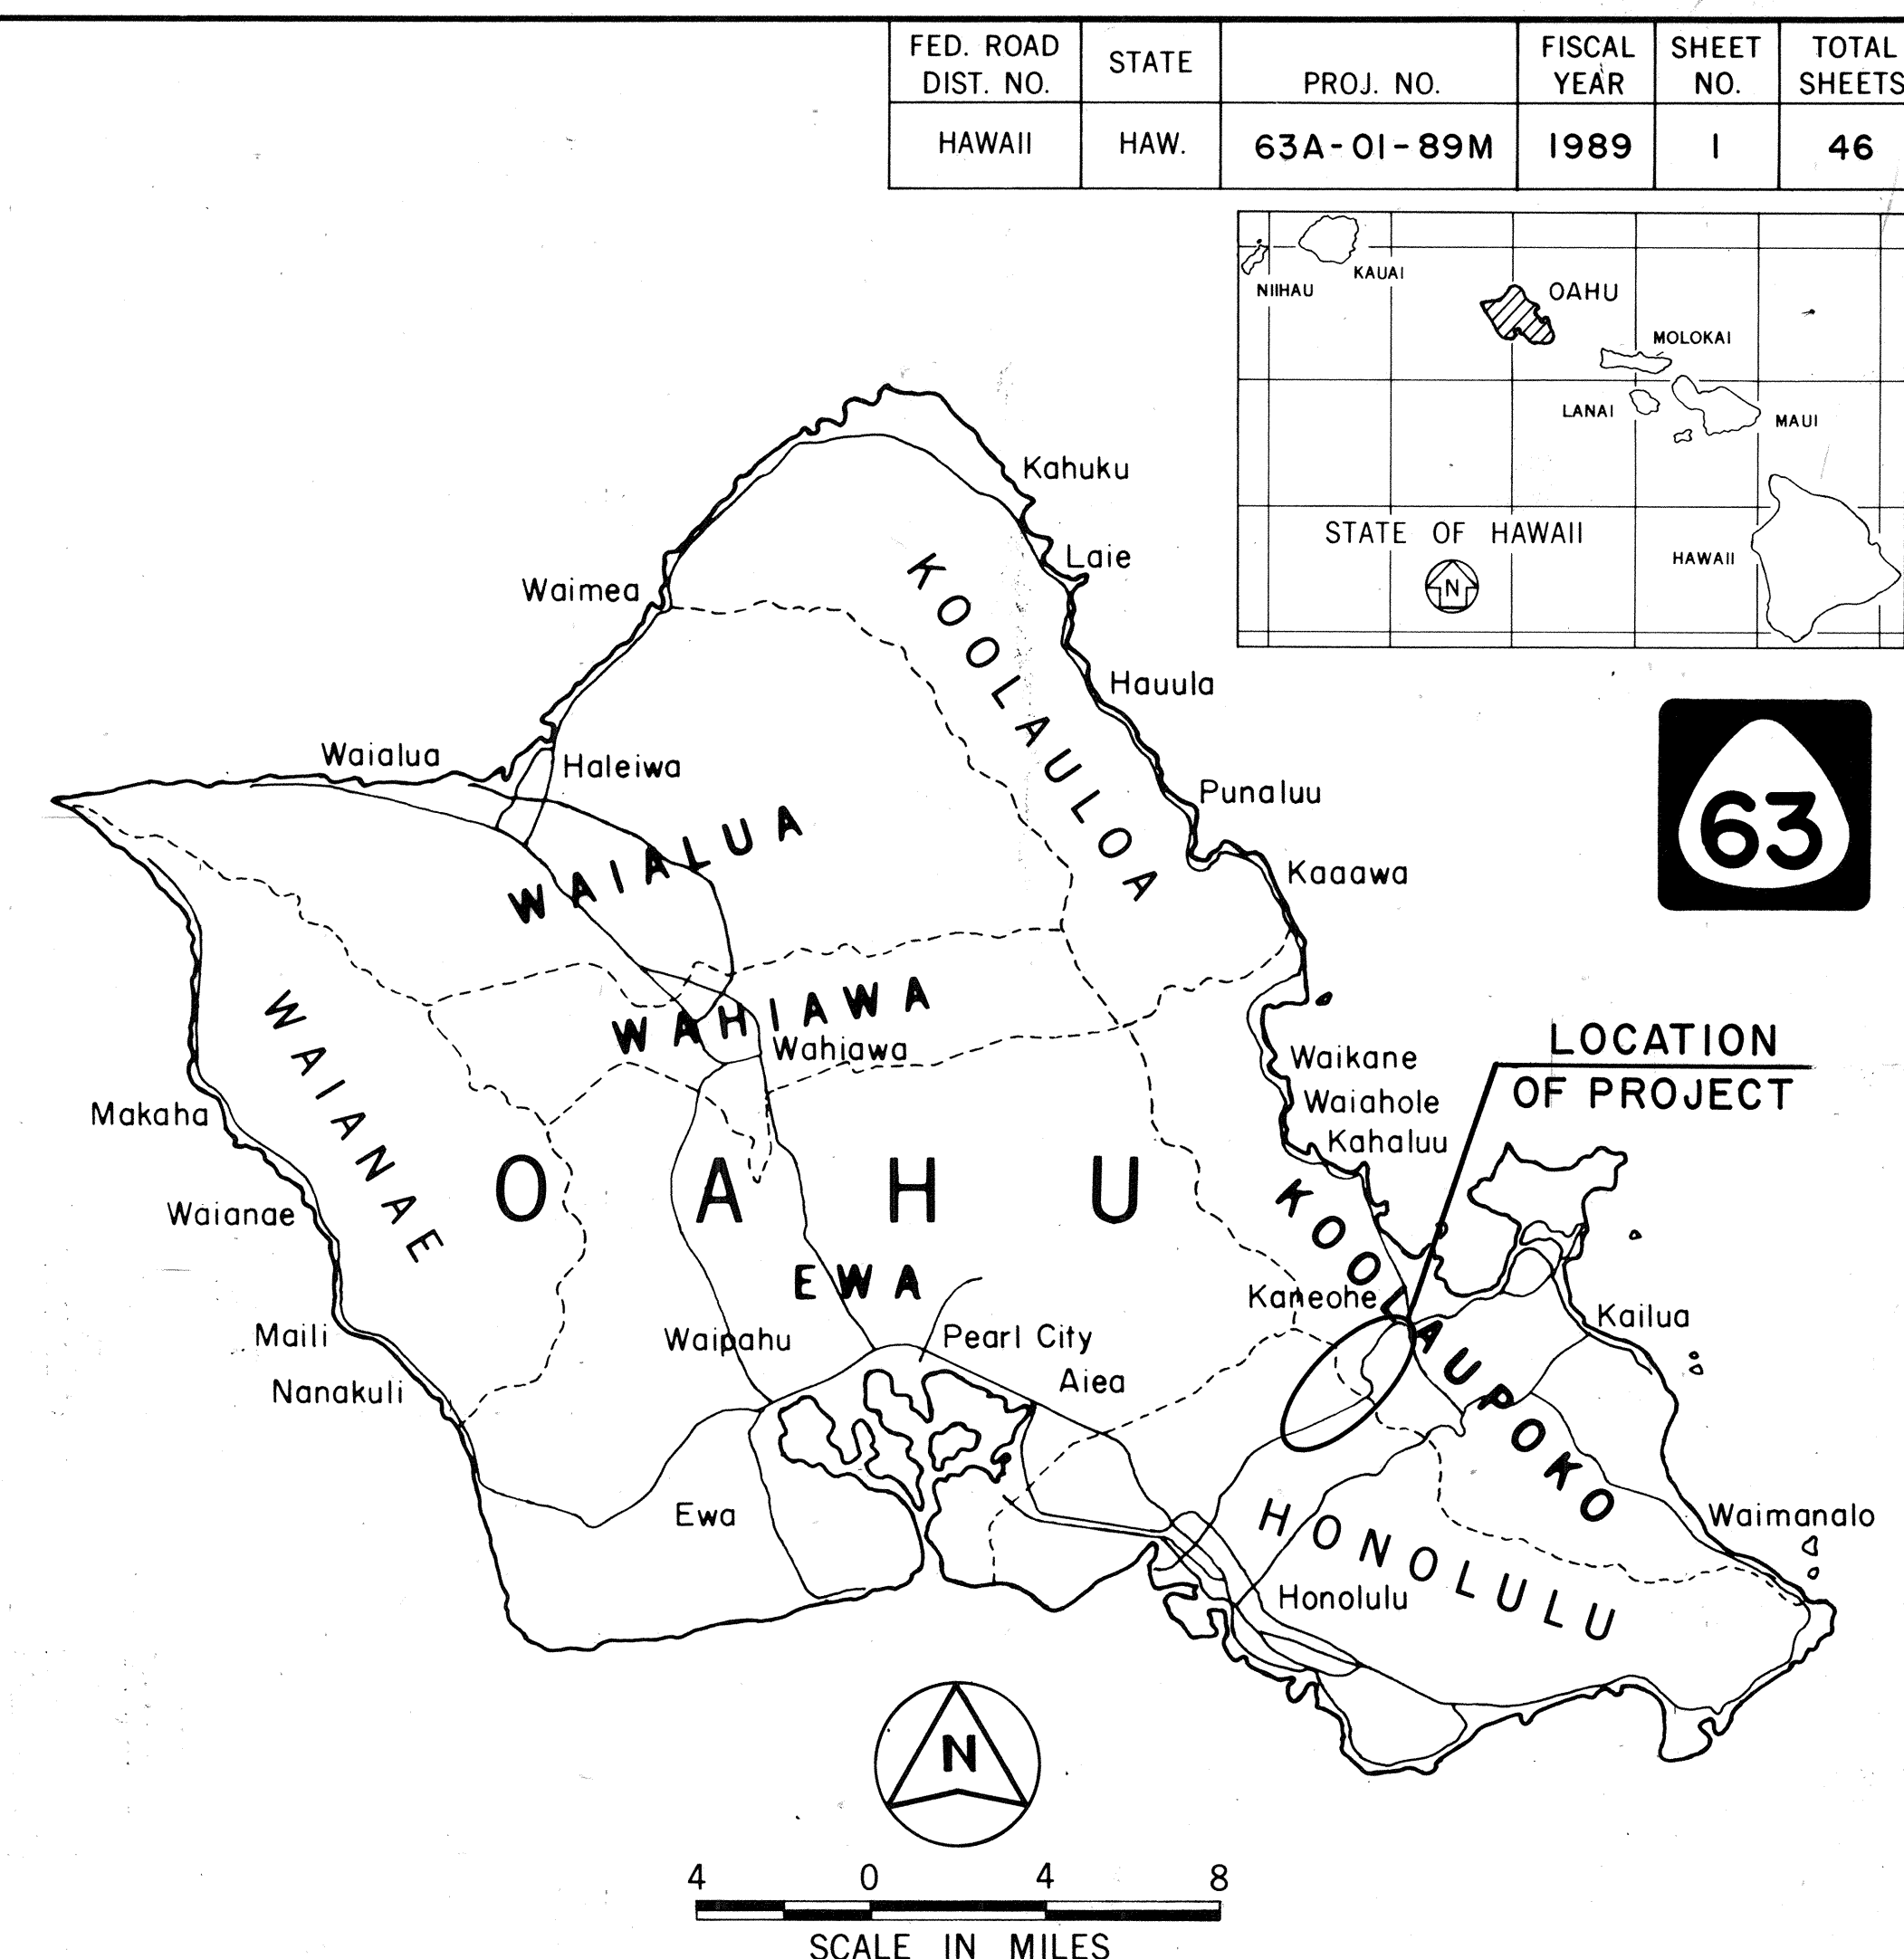 FED. ROAD DIST. NO.
STATE
PROJ. NO.
FISCAL YEAR
SHEET NO.
TOTAL SHEETS
HAWAII
HAW.
63A-01-89M
1989
1
46
NIIHAU
KAUAI
OAHU
MOLOKAI
LANAI
MAUI
STATE OF HAWAII
HAWAII
N
Kahuku
Laie
Waimea
KOOLAULOA
Hauula
63
Waialua
Haleiwa
Punaluu
WAIALUA
Kaaawa
WAHIAWA
WAIANAE
Wahiawa
Waikane
LOCATION
OF PROJECT
Waiahole
Makaha
Kahaluu
OAHU
Waianae
KOOLAUPOKO
EWA
Kaneohe
Kailua
Maili
Waipahu
Pearl City
Nanakuli
Aiea
Ewa
HONOLULU
Waimanalo
Honolulu
N
4 0 4 8
SCALE IN MILES